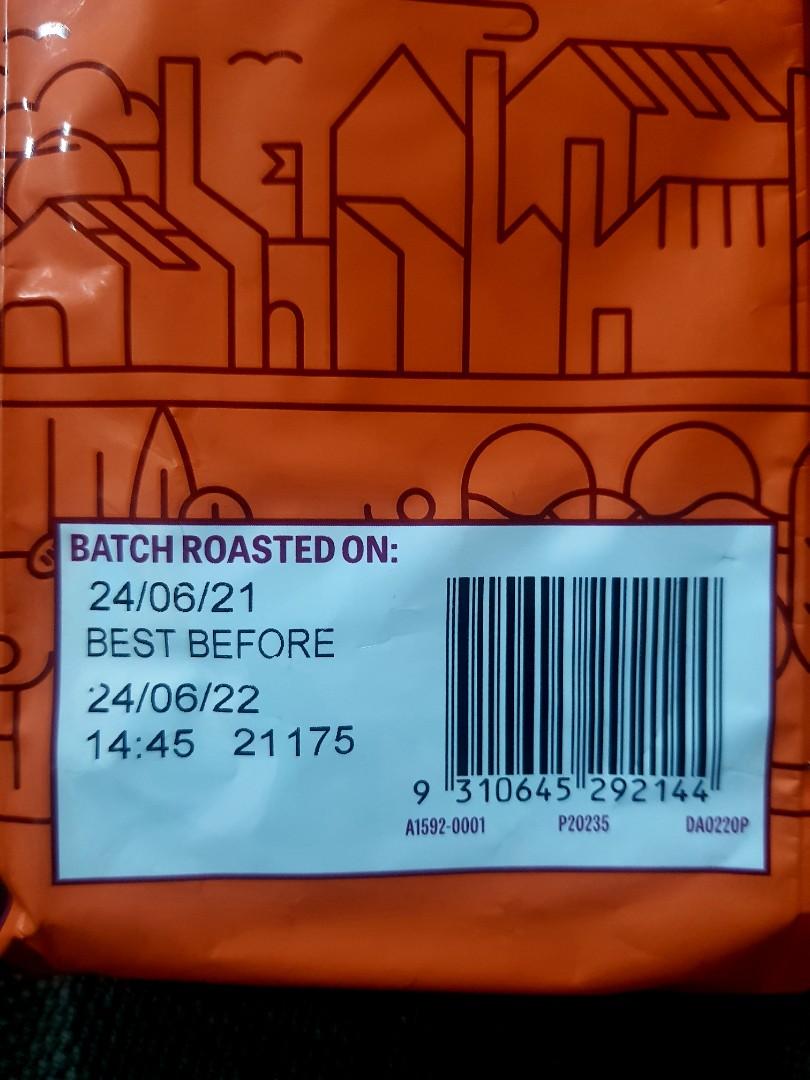 BATCH ROASTED ON:
24/06/21
BEST BEFORE
24/06/22
14:45 21175
9 310645 292144
A1592-0001 P20235 DA0220P